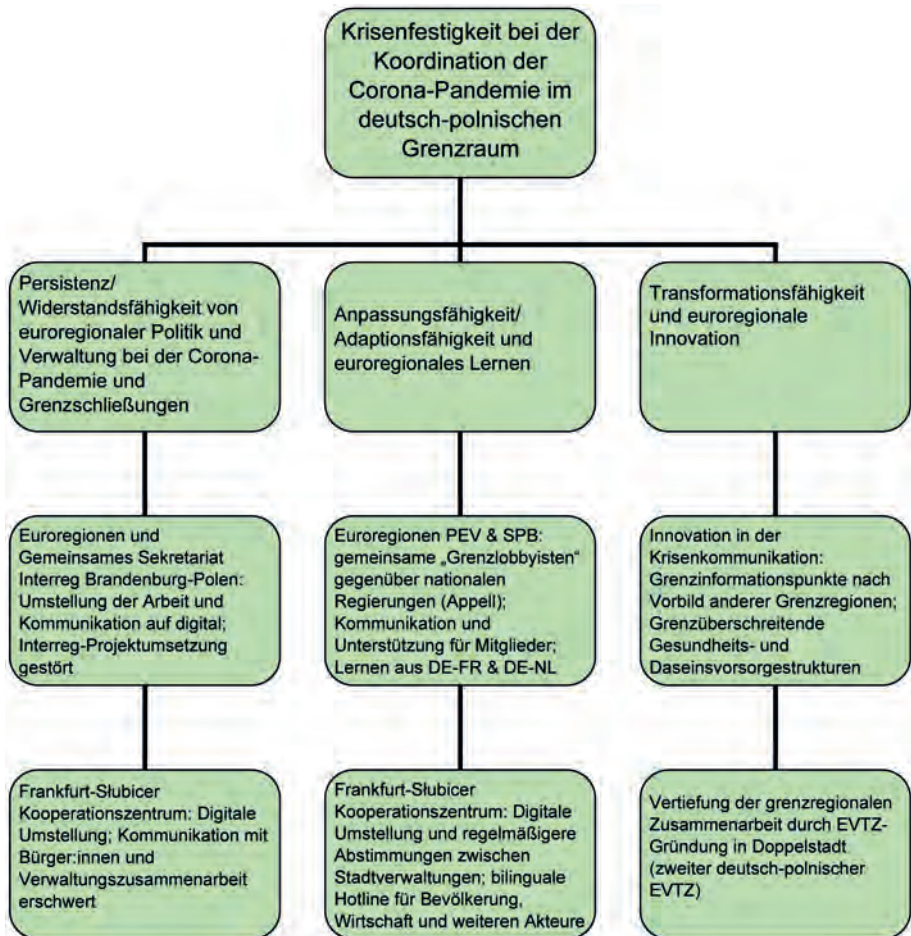 Krisenfestigkeit bei der
Koordination der
Corona-Pandemie im
deutsch-polnischen
Grenzraum
Persistenz/
Widerstandsfähigkeit von
euroregionaler Politik und
Verwaltung bei der Corona-
Pandemie und
Grenzschließungen
Anpassungsfähigkeit/
Adaptionsfähigkeit und
euroregionales Lernen
Transformationsfähigkeit
und euroregionale
Innovation
Euroregionen und
Gemeinsames Sekretariat
Interreg Brandenburg-Polen:
Umstellung der Arbeit und
Kommunikation auf digital;
Interreg-Projektumsetzung
gestört
Euroregionen PEV & SPB:
gemeinsame „Grenzlobbyisten“
gegenüber nationalen
Regierungen (Appell);
Kommunikation und
Unterstützung für Mitglieder;
Lernen aus DE-FR & DE-NL
Innovation in der
Krisenkommunikation:
Grenzinformationspunkte nach
Vorbild anderer Grenzregionen;
Grenzüberschreitende
Gesundheits- und
Daseinsvorsorgestrukturen
Frankfurt-Słubicer
Kooperationszentrum: Digitale
Umstellung; Kommunikation mit
Bürger:innen und
Verwaltungszusammenarbeit
erschwert
Frankfurt-Słubicer
Kooperationszentrum: Digitale
Umstellung und regelmäßigere
Abstimmungen zwischen
Stadtverwaltungen; bilinguale
Hotline für Bevölkerung,
Wirtschaft und weiteren Akteure
Vertiefung der grenzregionalen
Zusammenarbeit durch EVTZ-
Gründung in Doppelstadt
(zweiter deutsch-polnischer
EVTZ)